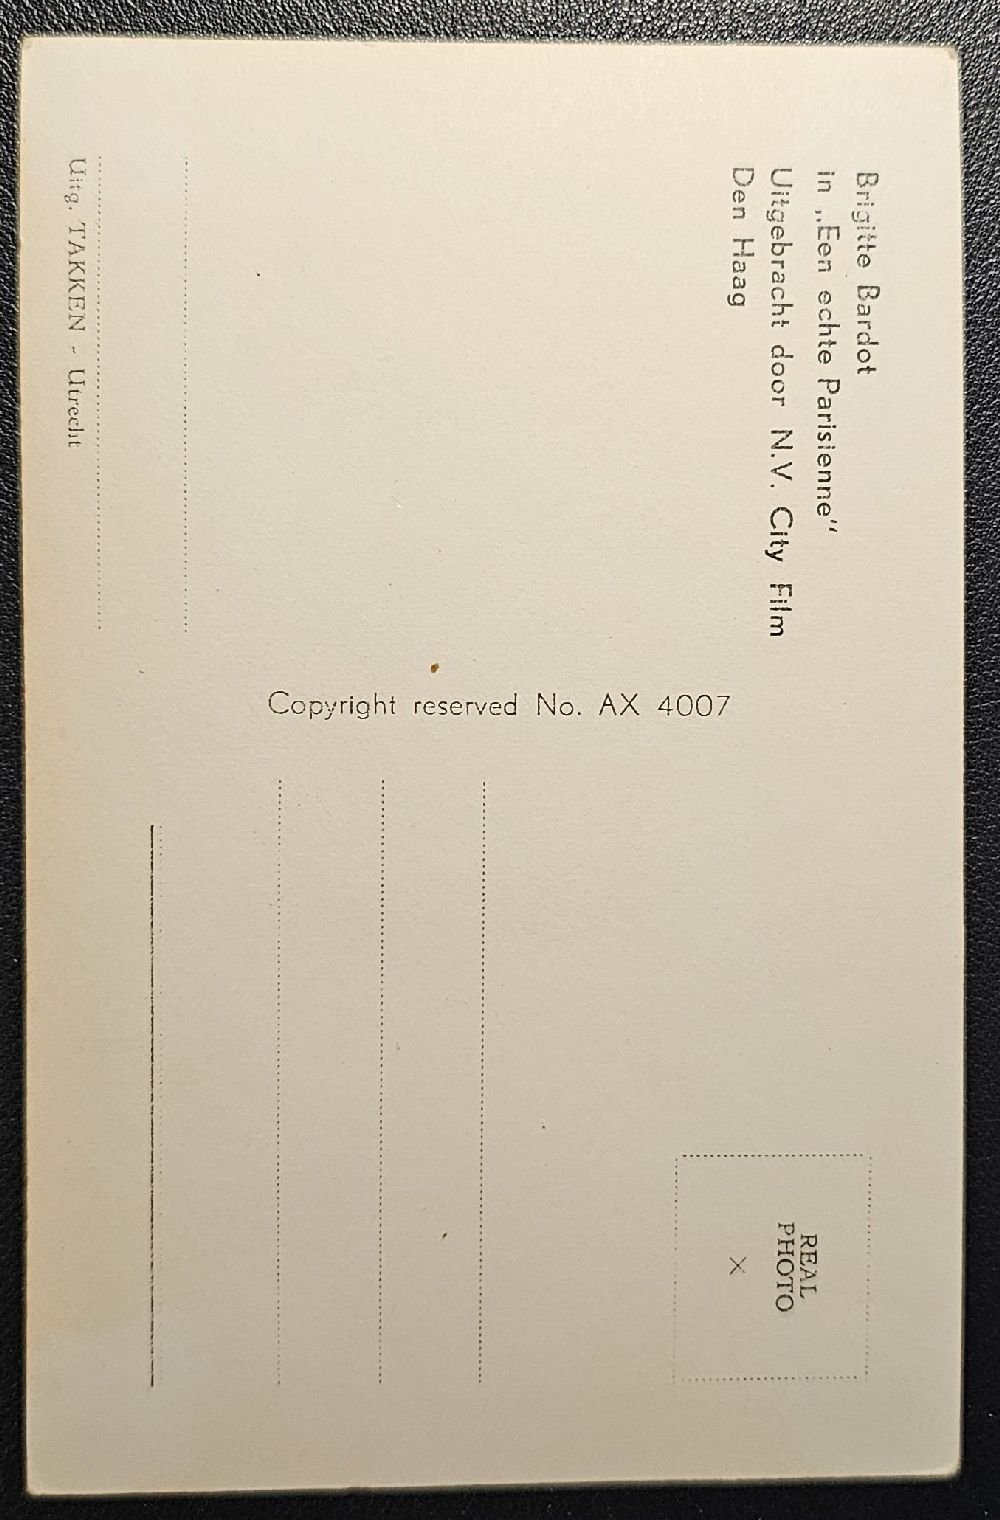 Brigitte Bardot
in „Een echte Parisienne“
Uitgebracht door N.V. City Film
Den Haag
Uitg. TAKKEN - Utrecht
Copyright reserved No. AX 4007
REAL
PHOTO
X